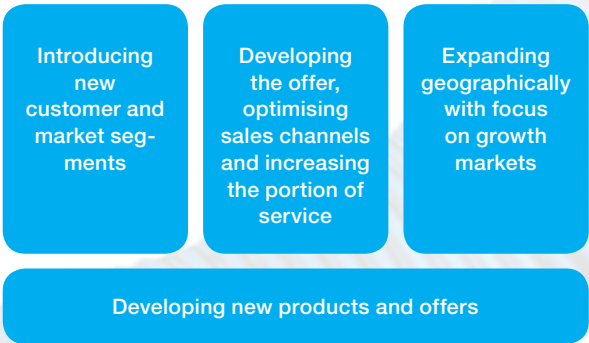 Introducing
new
customer and
market seg-
ments
Developing
the offer,
optimising
sales channels
and increasing
the portion of
service
Expanding
geographically
with focus
on growth
markets
Developing new products and offers